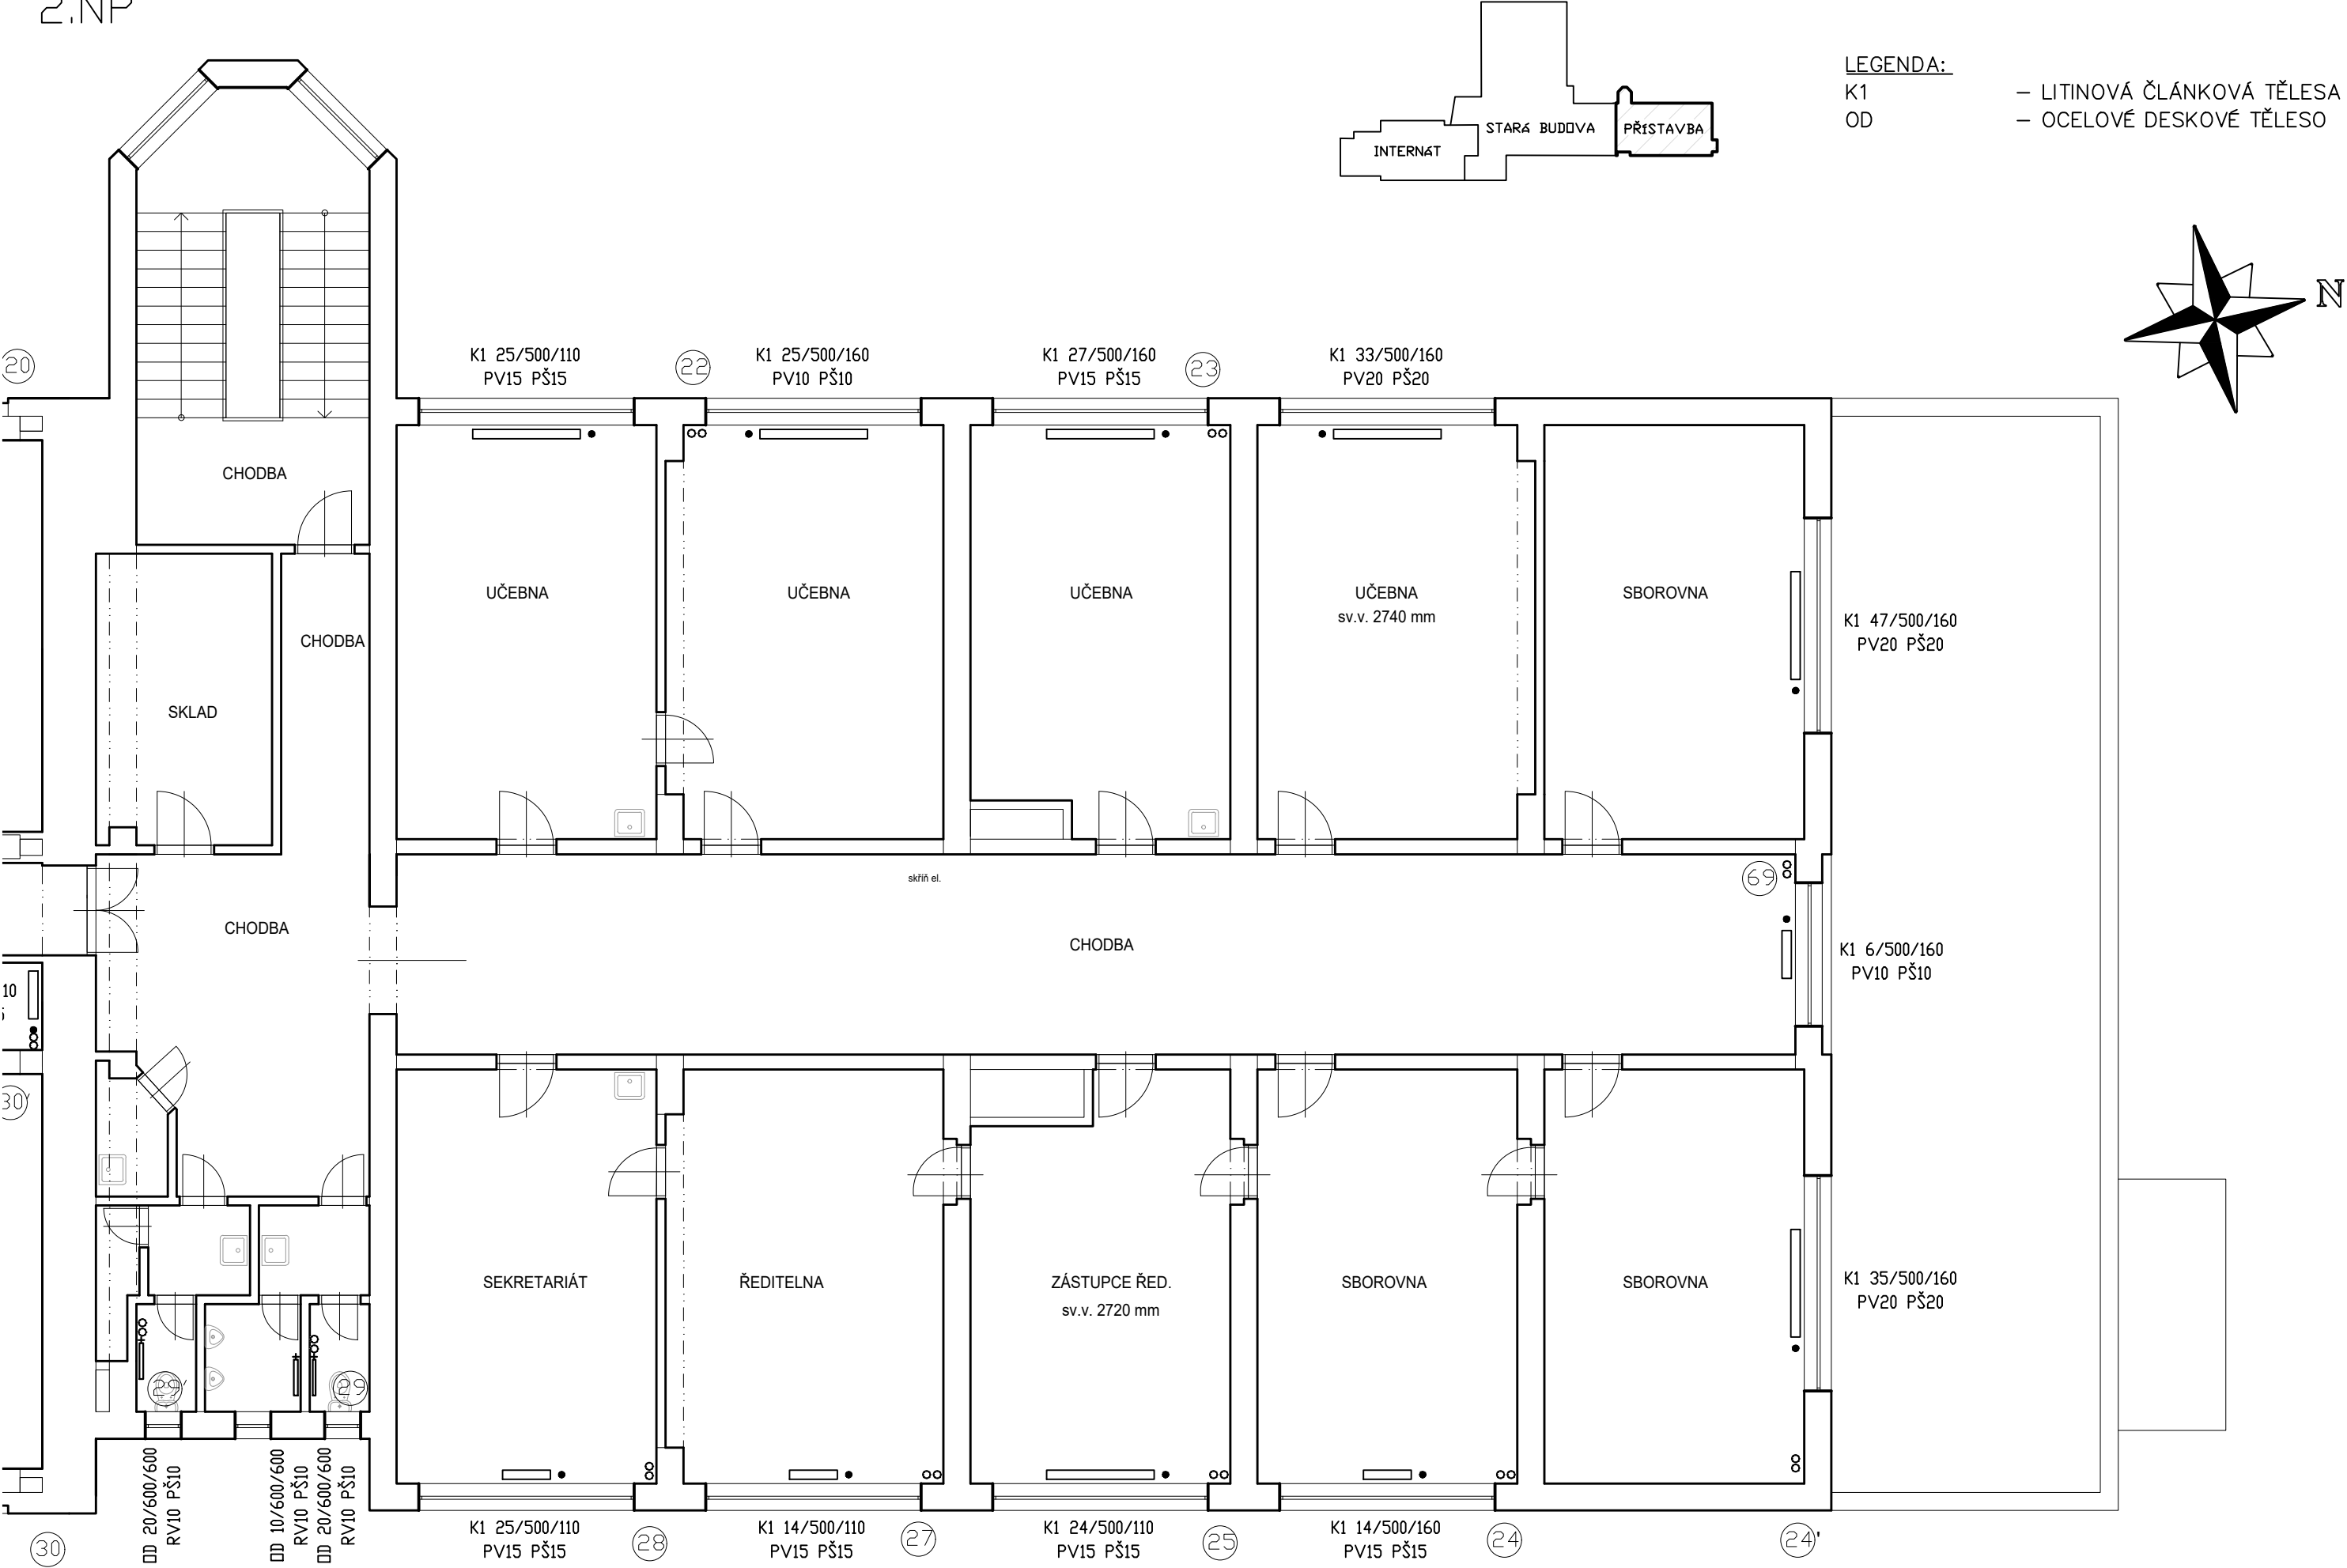 2.NP
LEGENDA:
K1 – LITINOVÁ ČLÁNKOVÁ TĚLESA
OD – OCELOVÉ DESKOVÉ TĚLESO
STARÁ BUDOVA
PŘÍSTAVBA
INTERNÁT
N
20
K1 25/500/110
PV15 PŠ15
22
K1 25/500/160
PV10 PŠ10
K1 27/500/160
PV15 PŠ15
23
K1 33/500/160
PV20 PŠ20
CHODBA
UČEBNA
UČEBNA
UČEBNA
UČEBNA
sv.v. 2740 mm
SBOROVNA
K1 47/500/160
PV20 PŠ20
CHODBA
SKLAD
skříň el.
69
CHODBA
CHODBA
K1 6/500/160
PV10 PŠ10
10
30'
SEKRETARIÁT
ŘEDITELNA
ZÁSTUPCE ŘED.
sv.v. 2720 mm
SBOROVNA
SBOROVNA
K1 35/500/160
PV20 PŠ20
29'
29
OD 20/600/600
RV10 PŠ10
OD 10/600/600
RV10 PŠ10
OD 20/600/600
RV10 PŠ10
30
K1 25/500/110
PV15 PŠ15
28
K1 14/500/110
PV15 PŠ15
27
K1 24/500/110
PV15 PŠ15
25
K1 14/500/160
PV15 PŠ15
24
24'